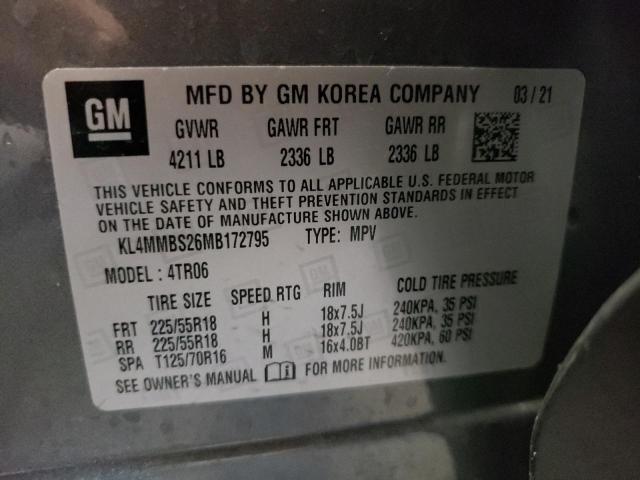 GM
MFD BY GM KOREA COMPANY 03/21
GVWR GAWR FRT GAWR RR
4211 LB 2336 LB 2336 LB
THIS VEHICLE CONFORMS TO ALL APPLICABLE U.S. FEDERAL MOTOR
VEHICLE SAFETY AND THEFT PREVENTION STANDARDS IN EFFECT
ON THE DATE OF MANUFACTURE SHOWN ABOVE.
KL4MMBS26MB172795 TYPE: MPV
MODEL: 4TR06
TIRE SIZE SPEED RTG RIM COLD TIRE PRESSURE
FRT 225/55R18 H 18x7.5J 240KPA, 35 PSI
RR 225/55R18 H 18x7.5J 240KPA, 35 PSI
SPA T125/70R16 M 16x4.0BT 420KPA, 60 PSI
SEE OWNER'S MANUAL FOR MORE INFORMATION.